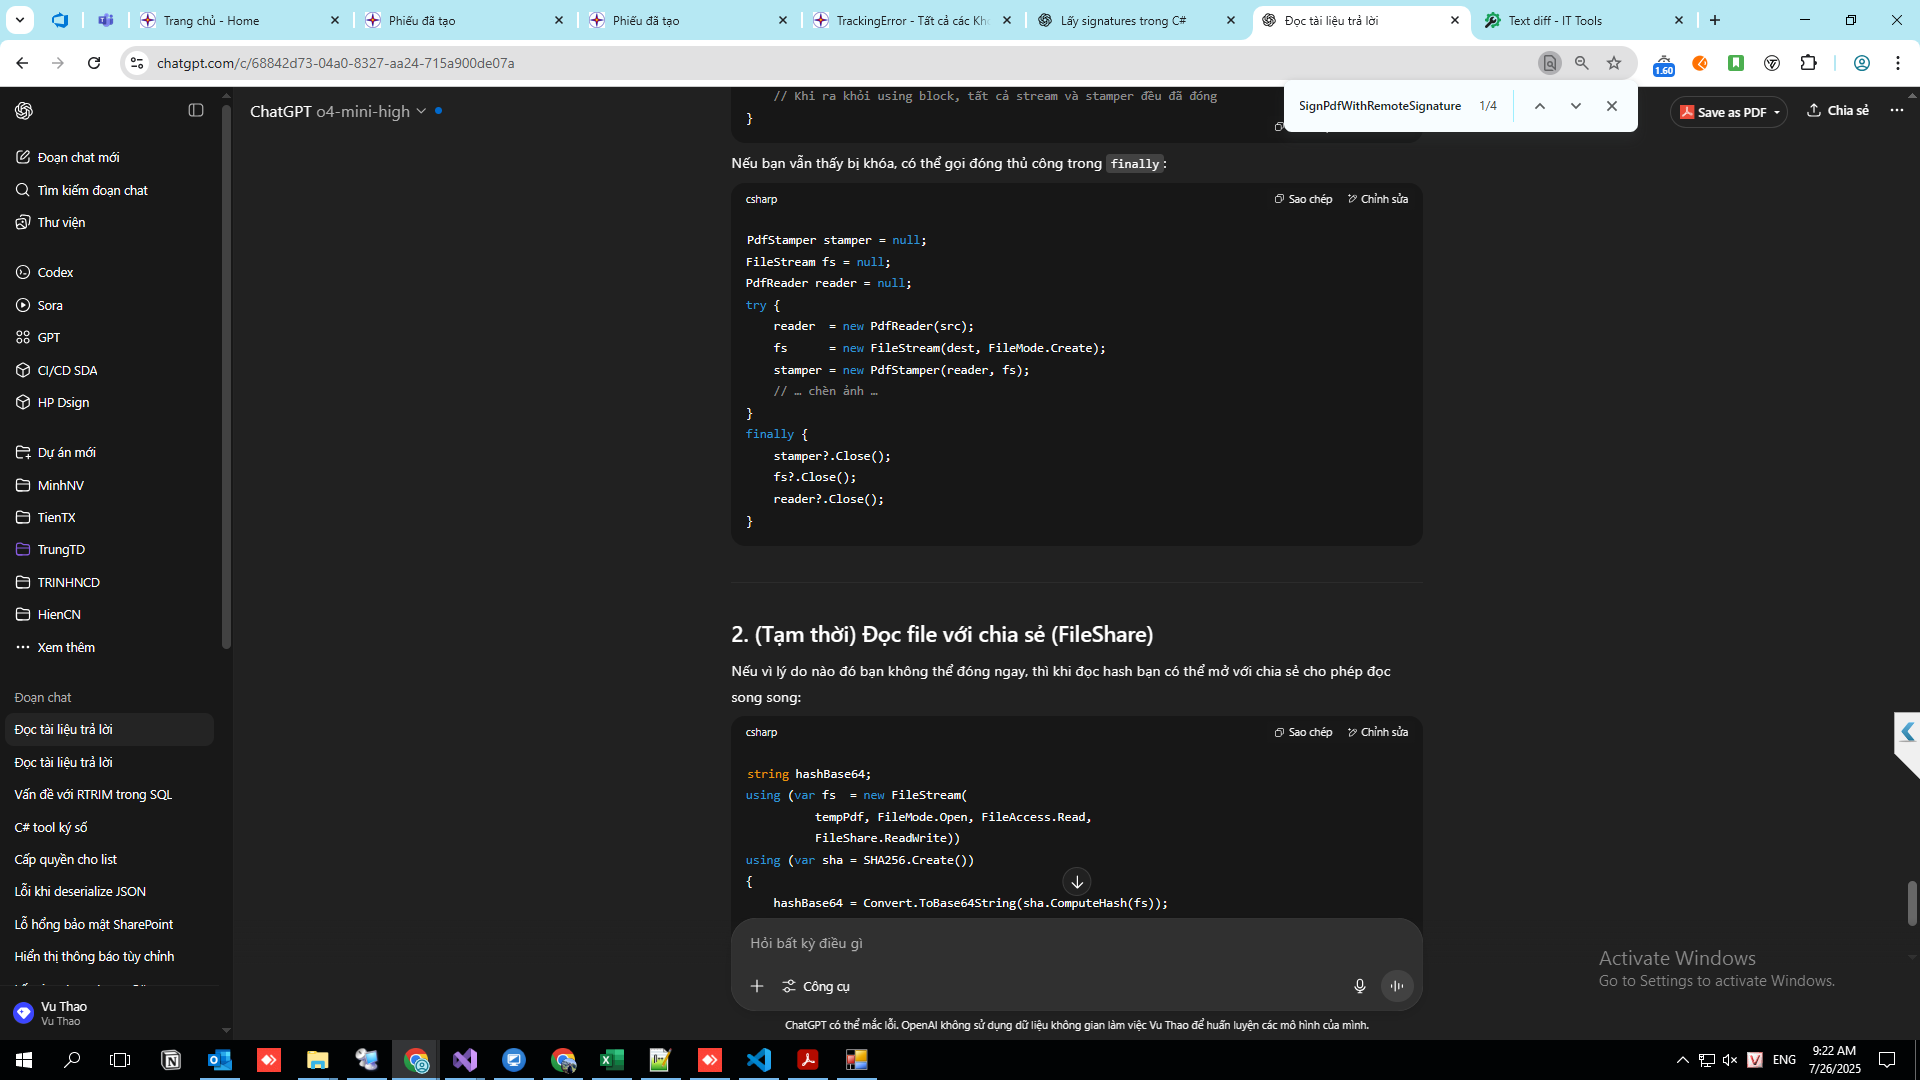 Trang chủ - Home
Phiếu đã tạo
Phiếu đã tạo
TrackingError - Tất cả các Kho
Lấy signatures trong C#
Đọc tài liệu trả lời
Text diff - IT Tools
chatgpt.com/c/68842d73-04a0-8327-aa24-715a900de07a
1.60
SignPdfWithRemoteSignature 1/4
ChatGPT o4-mini-high
Save as PDF
Chia sẻ
Đoạn chat mới
Tìm kiếm đoạn chat
Thư viện
Codex
Sora
GPT
CI/CD SDA
HP Dsign
Dự án mới
MinhNV
TienTX
TrungTD
TRINHNCD
HienCN
Xem thêm
Đoạn chat
Đọc tài liệu trả lời
Đọc tài liệu trả lời
Vấn đề với RTRIM trong SQL
C# tool ký số
Cấp quyền cho list
Lỗi khi deserialize JSON
Lỗ hổng bảo mật SharePoint
Hiển thị thông báo tùy chỉnh
Vu Thao
Vu Thao
// Khi ra khỏi using block, tất cả stream và stamper đều đã đóng
}
Nếu bạn vẫn thấy bị khóa, có thể gọi đóng thủ công trong finally:
csharp
Sao chép
Chỉnh sửa
PdfStamper stamper = null;
FileStream fs = null;
PdfReader reader = null;
try {
reader = new PdfReader(src);
fs = new FileStream(dest, FileMode.Create);
stamper = new PdfStamper(reader, fs);
// … chèn ảnh …
}
finally {
stamper?.Close();
fs?.Close();
reader?.Close();
}
2. (Tạm thời) Đọc file với chia sẻ (FileShare)
Nếu vì lý do nào đó bạn không thể đóng ngay, thì khi đọc hash bạn có thể mở với chia sẻ cho phép đọc
song song:
csharp
Sao chép
Chỉnh sửa
string hashBase64;
using (var fs = new FileStream(
tempPdf, FileMode.Open, FileAccess.Read,
FileShare.ReadWrite))
using (var sha = SHA256.Create())
{
hashBase64 = Convert.ToBase64String(sha.ComputeHash(fs));
Hỏi bất kỳ điều gì
Công cụ
ChatGPT có thể mắc lỗi. OpenAI không sử dụng dữ liệu không gian làm việc Vu Thao để huấn luyện các mô hình của mình.
Activate Windows
Go to Settings to activate Windows.
ENG
9:22 AM
7/26/2025